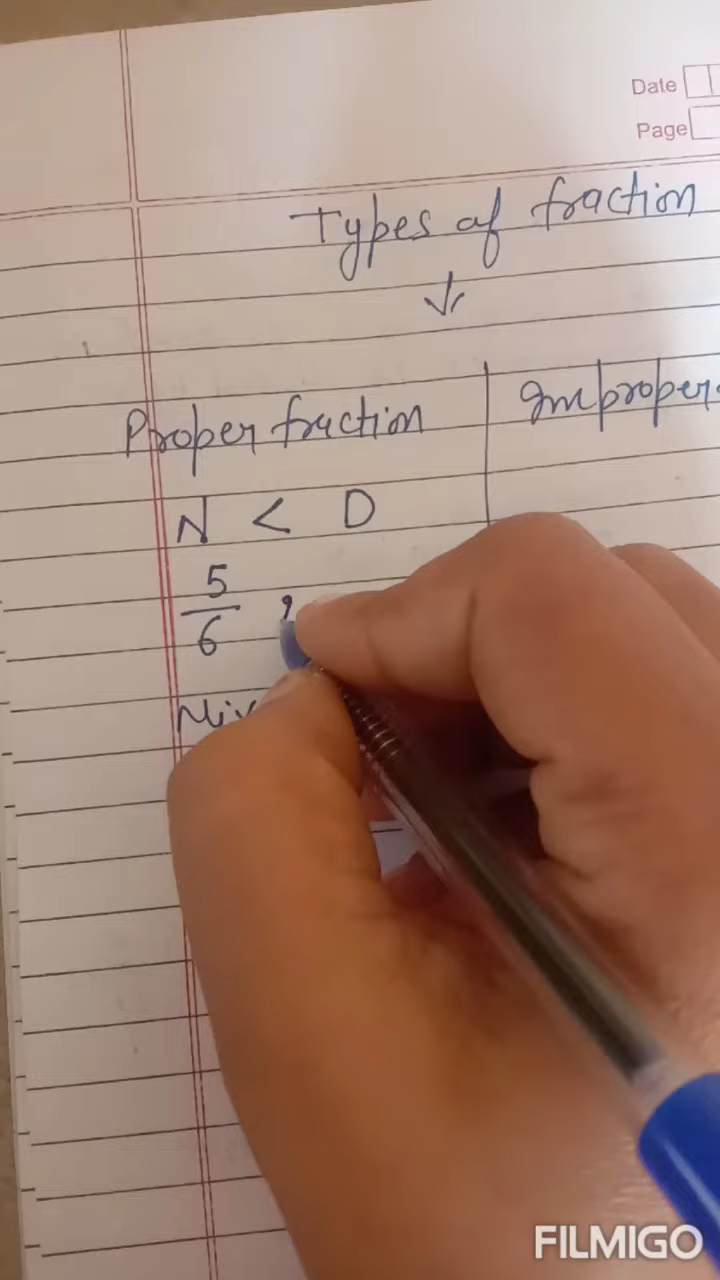 Date
Page
Types of fraction
Proper fraction
Improper
N < D
5
6 ,
FILMIGO